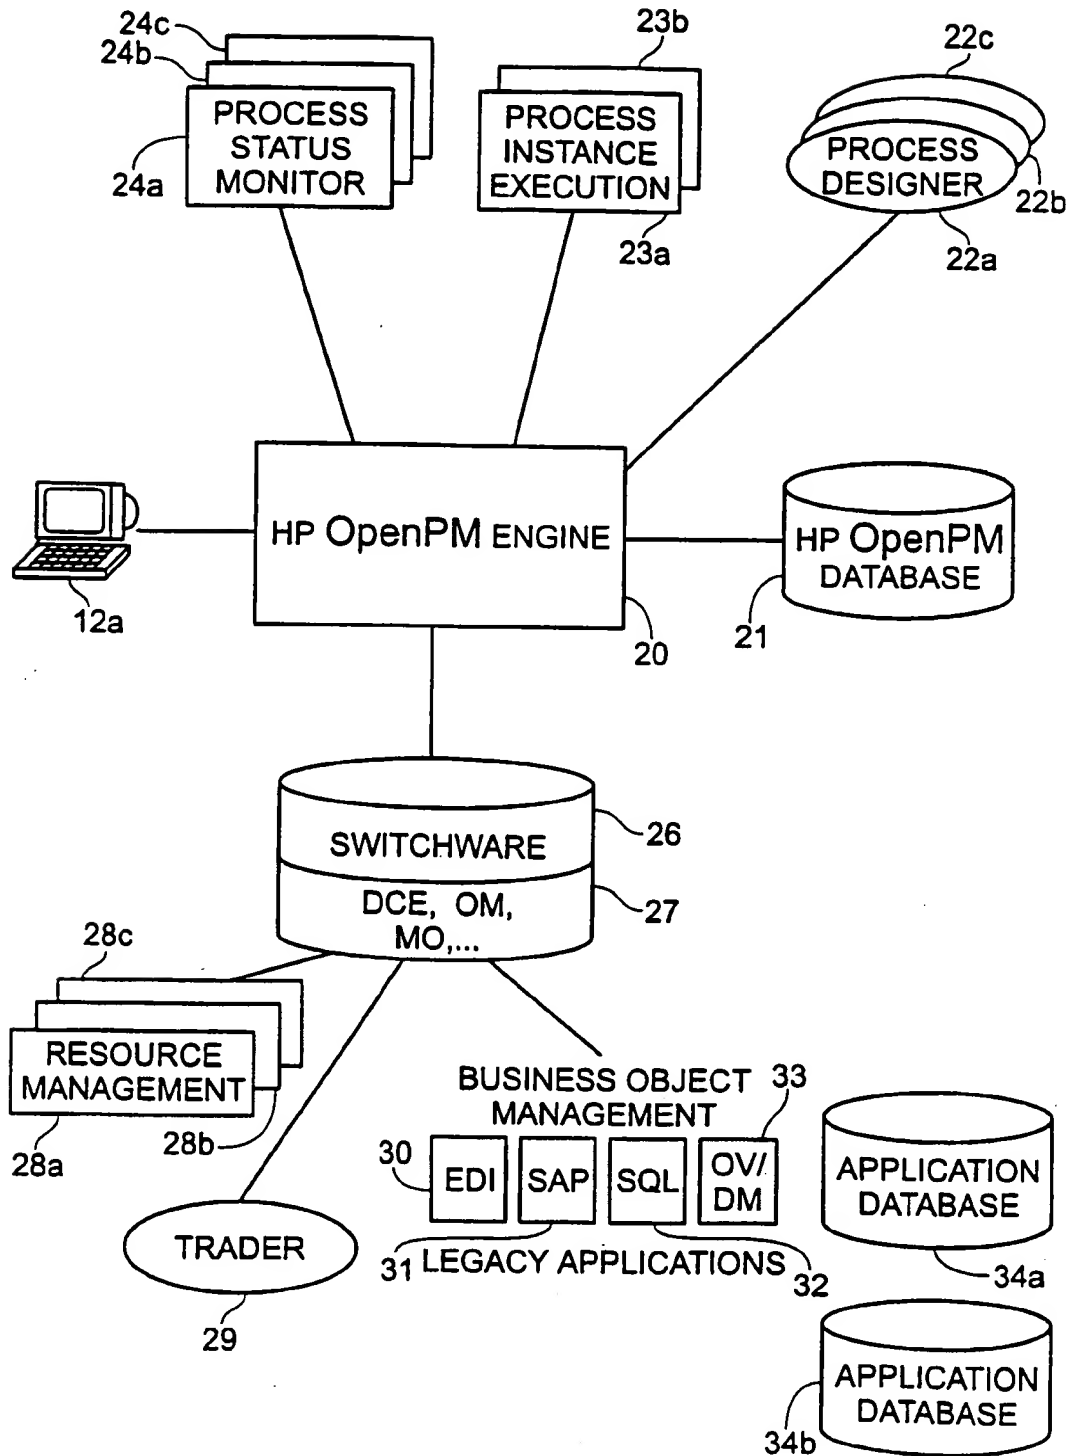 24c
24b
PROCESS
STATUS
MONITOR
24a
23b
PROCESS
INSTANCE
EXECUTION
23a
22c
PROCESS
DESIGNER
22b
22a
HP OpenPM ENGINE
20
12a
HP OpenPM
DATABASE
21
SWITCHWARE
26
DCE, OM,
MO,...
27
28c
RESOURCE
MANAGEMENT
28a
28b
TRADER
29
BUSINESS OBJECT
MANAGEMENT
33
30
EDI
SAP
SQL
OV/
DM
31
LEGACY APPLICATIONS
32
APPLICATION
DATABASE
34a
APPLICATION
DATABASE
34b